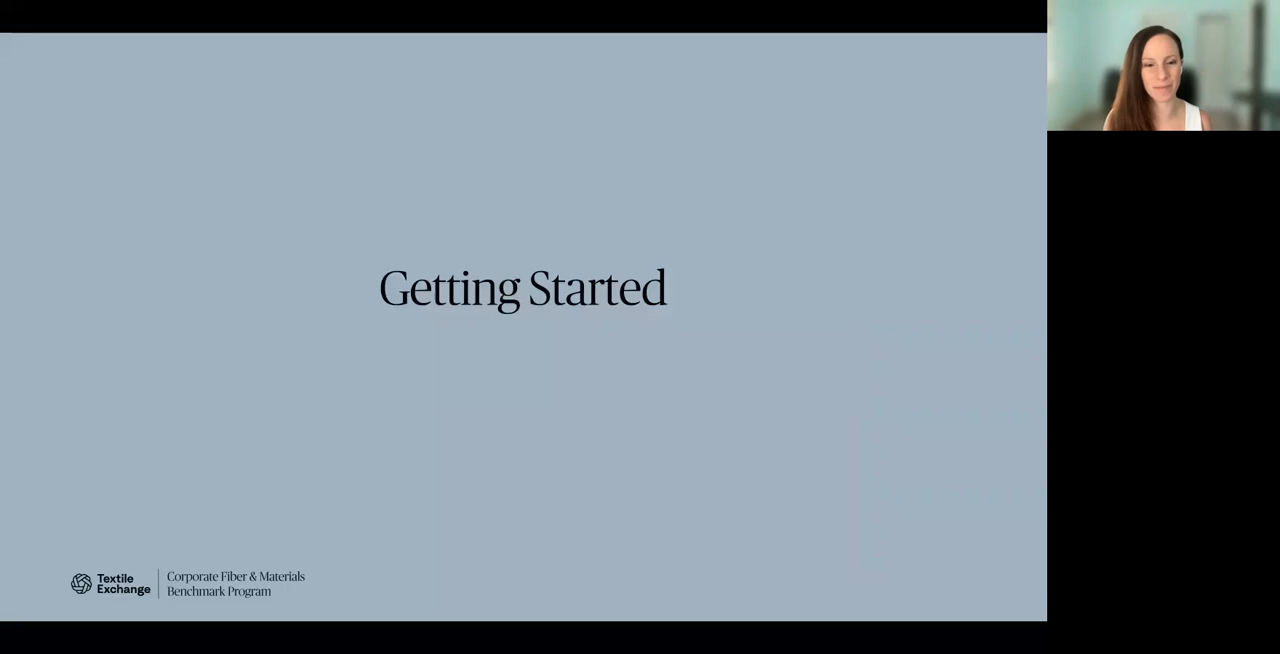 Getting Started
Textile
Exchange
Corporate Fiber & Materials
Benchmark Program